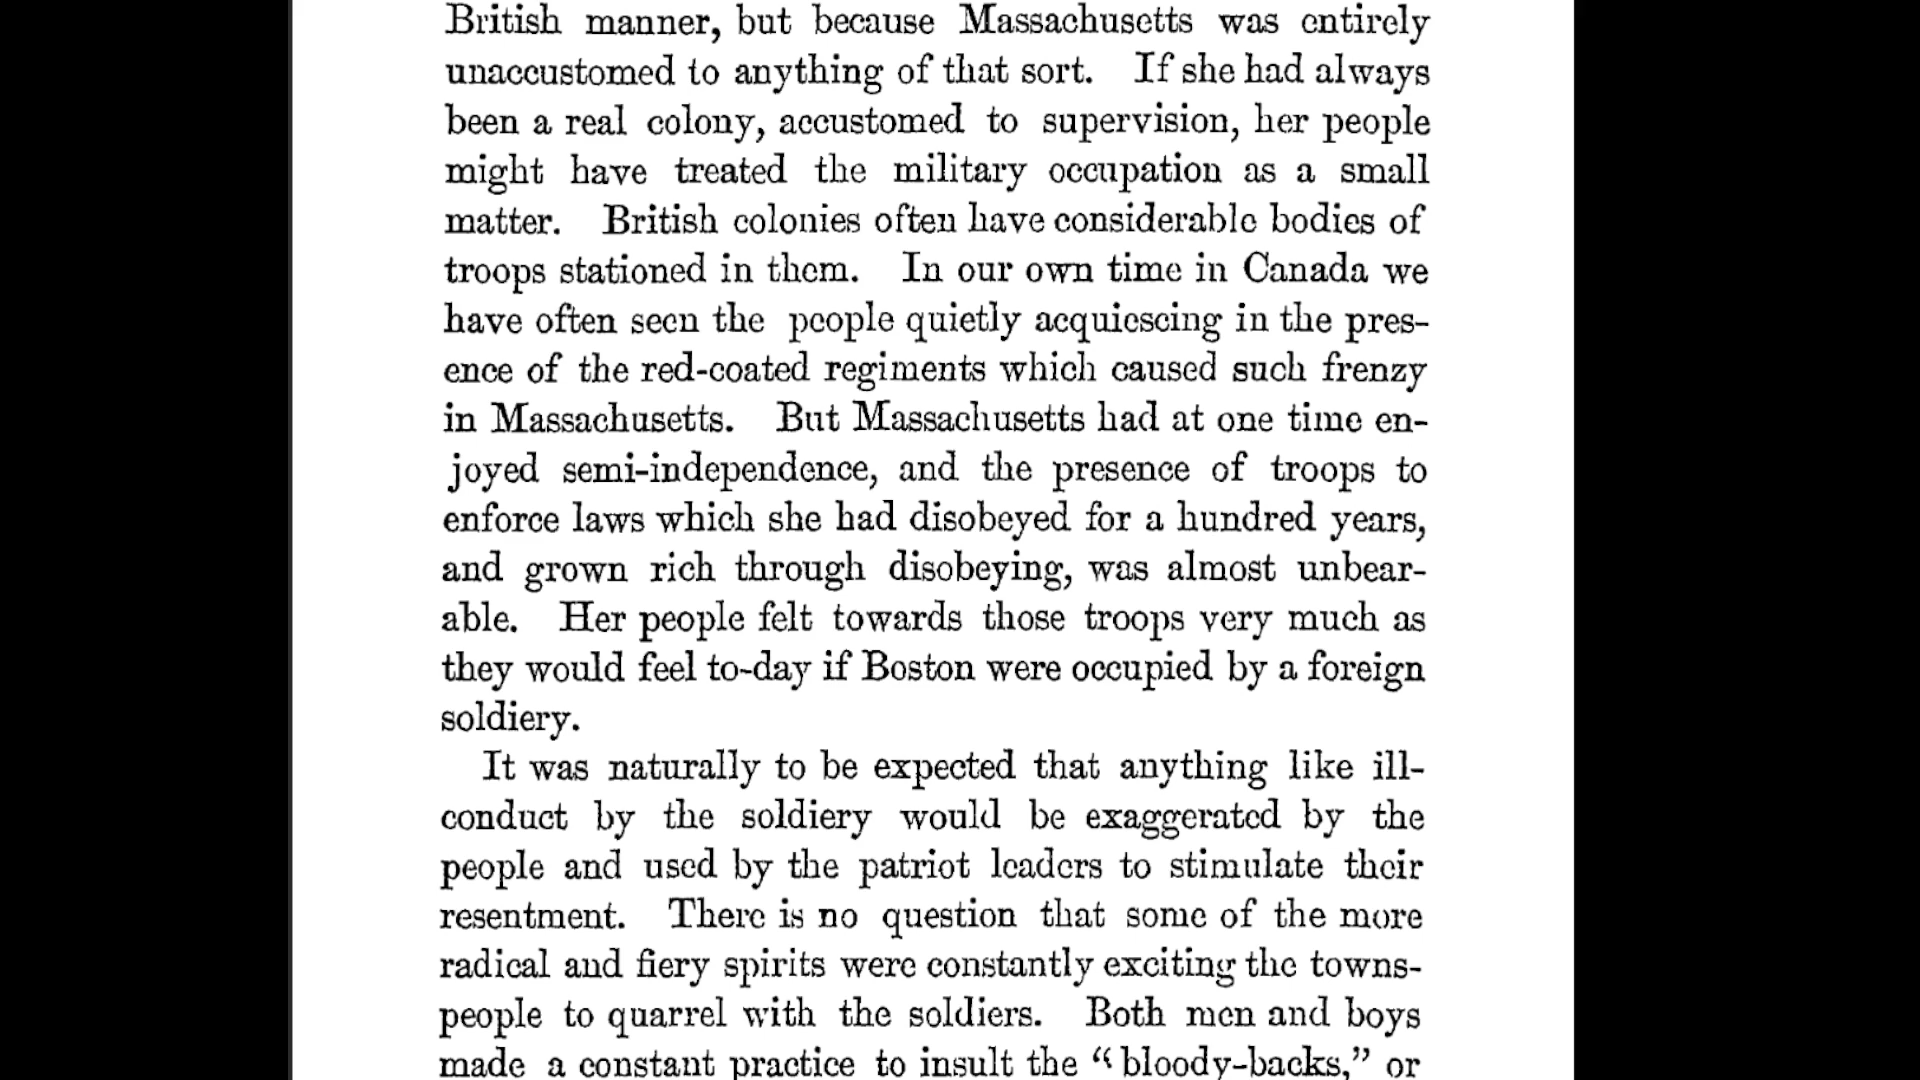 British manner, but because Massachusetts was entirely
unaccustomed to anything of that sort. If she had always
been a real colony, accustomed to supervision, her people
might have treated the military occupation as a small
matter. British colonies often have considerable bodies of
troops stationed in them. In our own time in Canada we
have often seen the people quietly acquiescing in the pres-
ence of the red-coated regiments which caused such frenzy
in Massachusetts. But Massachusetts had at one time en-
joyed semi-independence, and the presence of troops to
enforce laws which she had disobeyed for a hundred years,
and grown rich through disobeying, was almost unbear-
able. Her people felt towards those troops very much as
they would feel to-day if Boston were occupied by a foreign
soldiery.
It was naturally to be expected that anything like ill-
conduct by the soldiery would be exaggerated by the
people and used by the patriot leaders to stimulate their
resentment. There is no question that some of the more
radical and fiery spirits were constantly exciting the towns-
people to quarrel with the soldiers. Both men and boys
made a constant practice to insult the “bloody-backs,” or